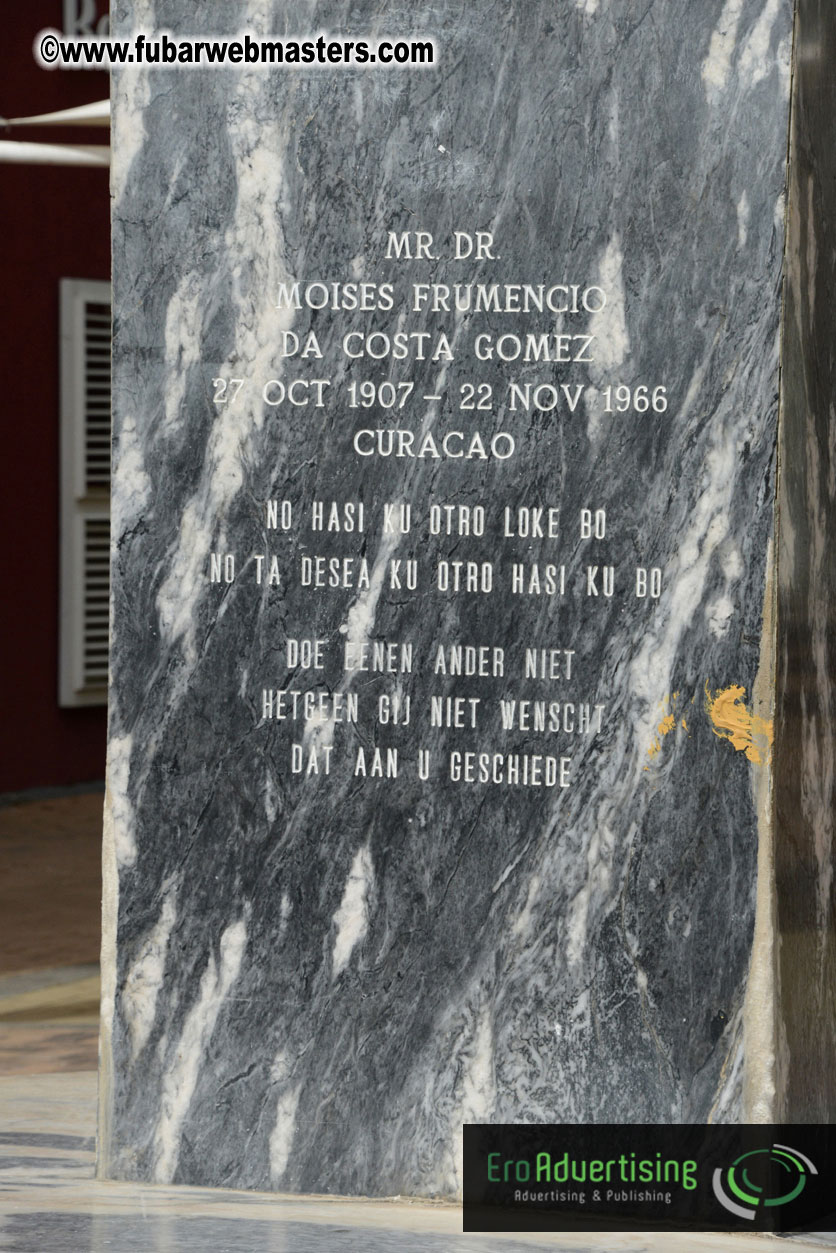 ©www.fubarwebmasters.com
MR. DR.
MOISES FRUMENCIO
DA COSTA GOMEZ
27 OCT 1907 – 22 NOV 1966
CURACAO
NO HASI KU OTRO LOKE BO
NO TA DESEA KU OTRO HASI KU BO
DOE EENEN ANDER NIET
HETGEEN GIJ NIET WENSCHT
DAT AAN U GESCHIEDE
EroAdvertising
Advertising & Publishing